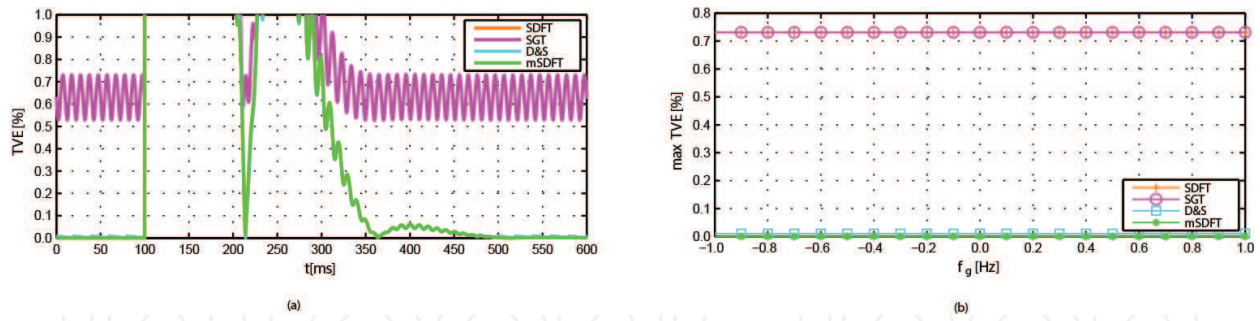 1.0
0.9
0.8
0.7
0.6
0.5
0.4
0.3
0.2
0.1
0.0
TVE [%]
SDFT
SGT
D&S
mSDFT
0 50 100 150 200 250 300 350 400 450 500 550 600
t[ms]
(a)
0.8
0.7
0.6
0.5
0.4
0.3
0.2
0.1
0.0
max TVE [%]
SDFT
SGT
D&S
mSDFT
−1.0 −0.8 −0.6 −0.4 −0.2 0.0 0.2 0.4 0.6 0.8 1.0
f g [Hz]
(b)